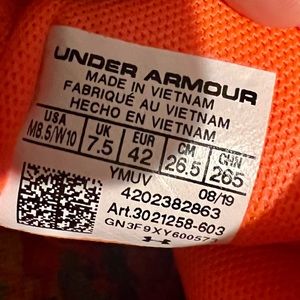 UNDER ARMOUR
MADE IN VIETNAM
FABRIQUÉ AU VIETNAM
HECHO EN VIETNAM
USA UK EUR CM CHN
M8.5/W10 7.5 42 26.5 265
YMUV 08/19
4202382863
Art.3021258-603
GN3F9XY600573